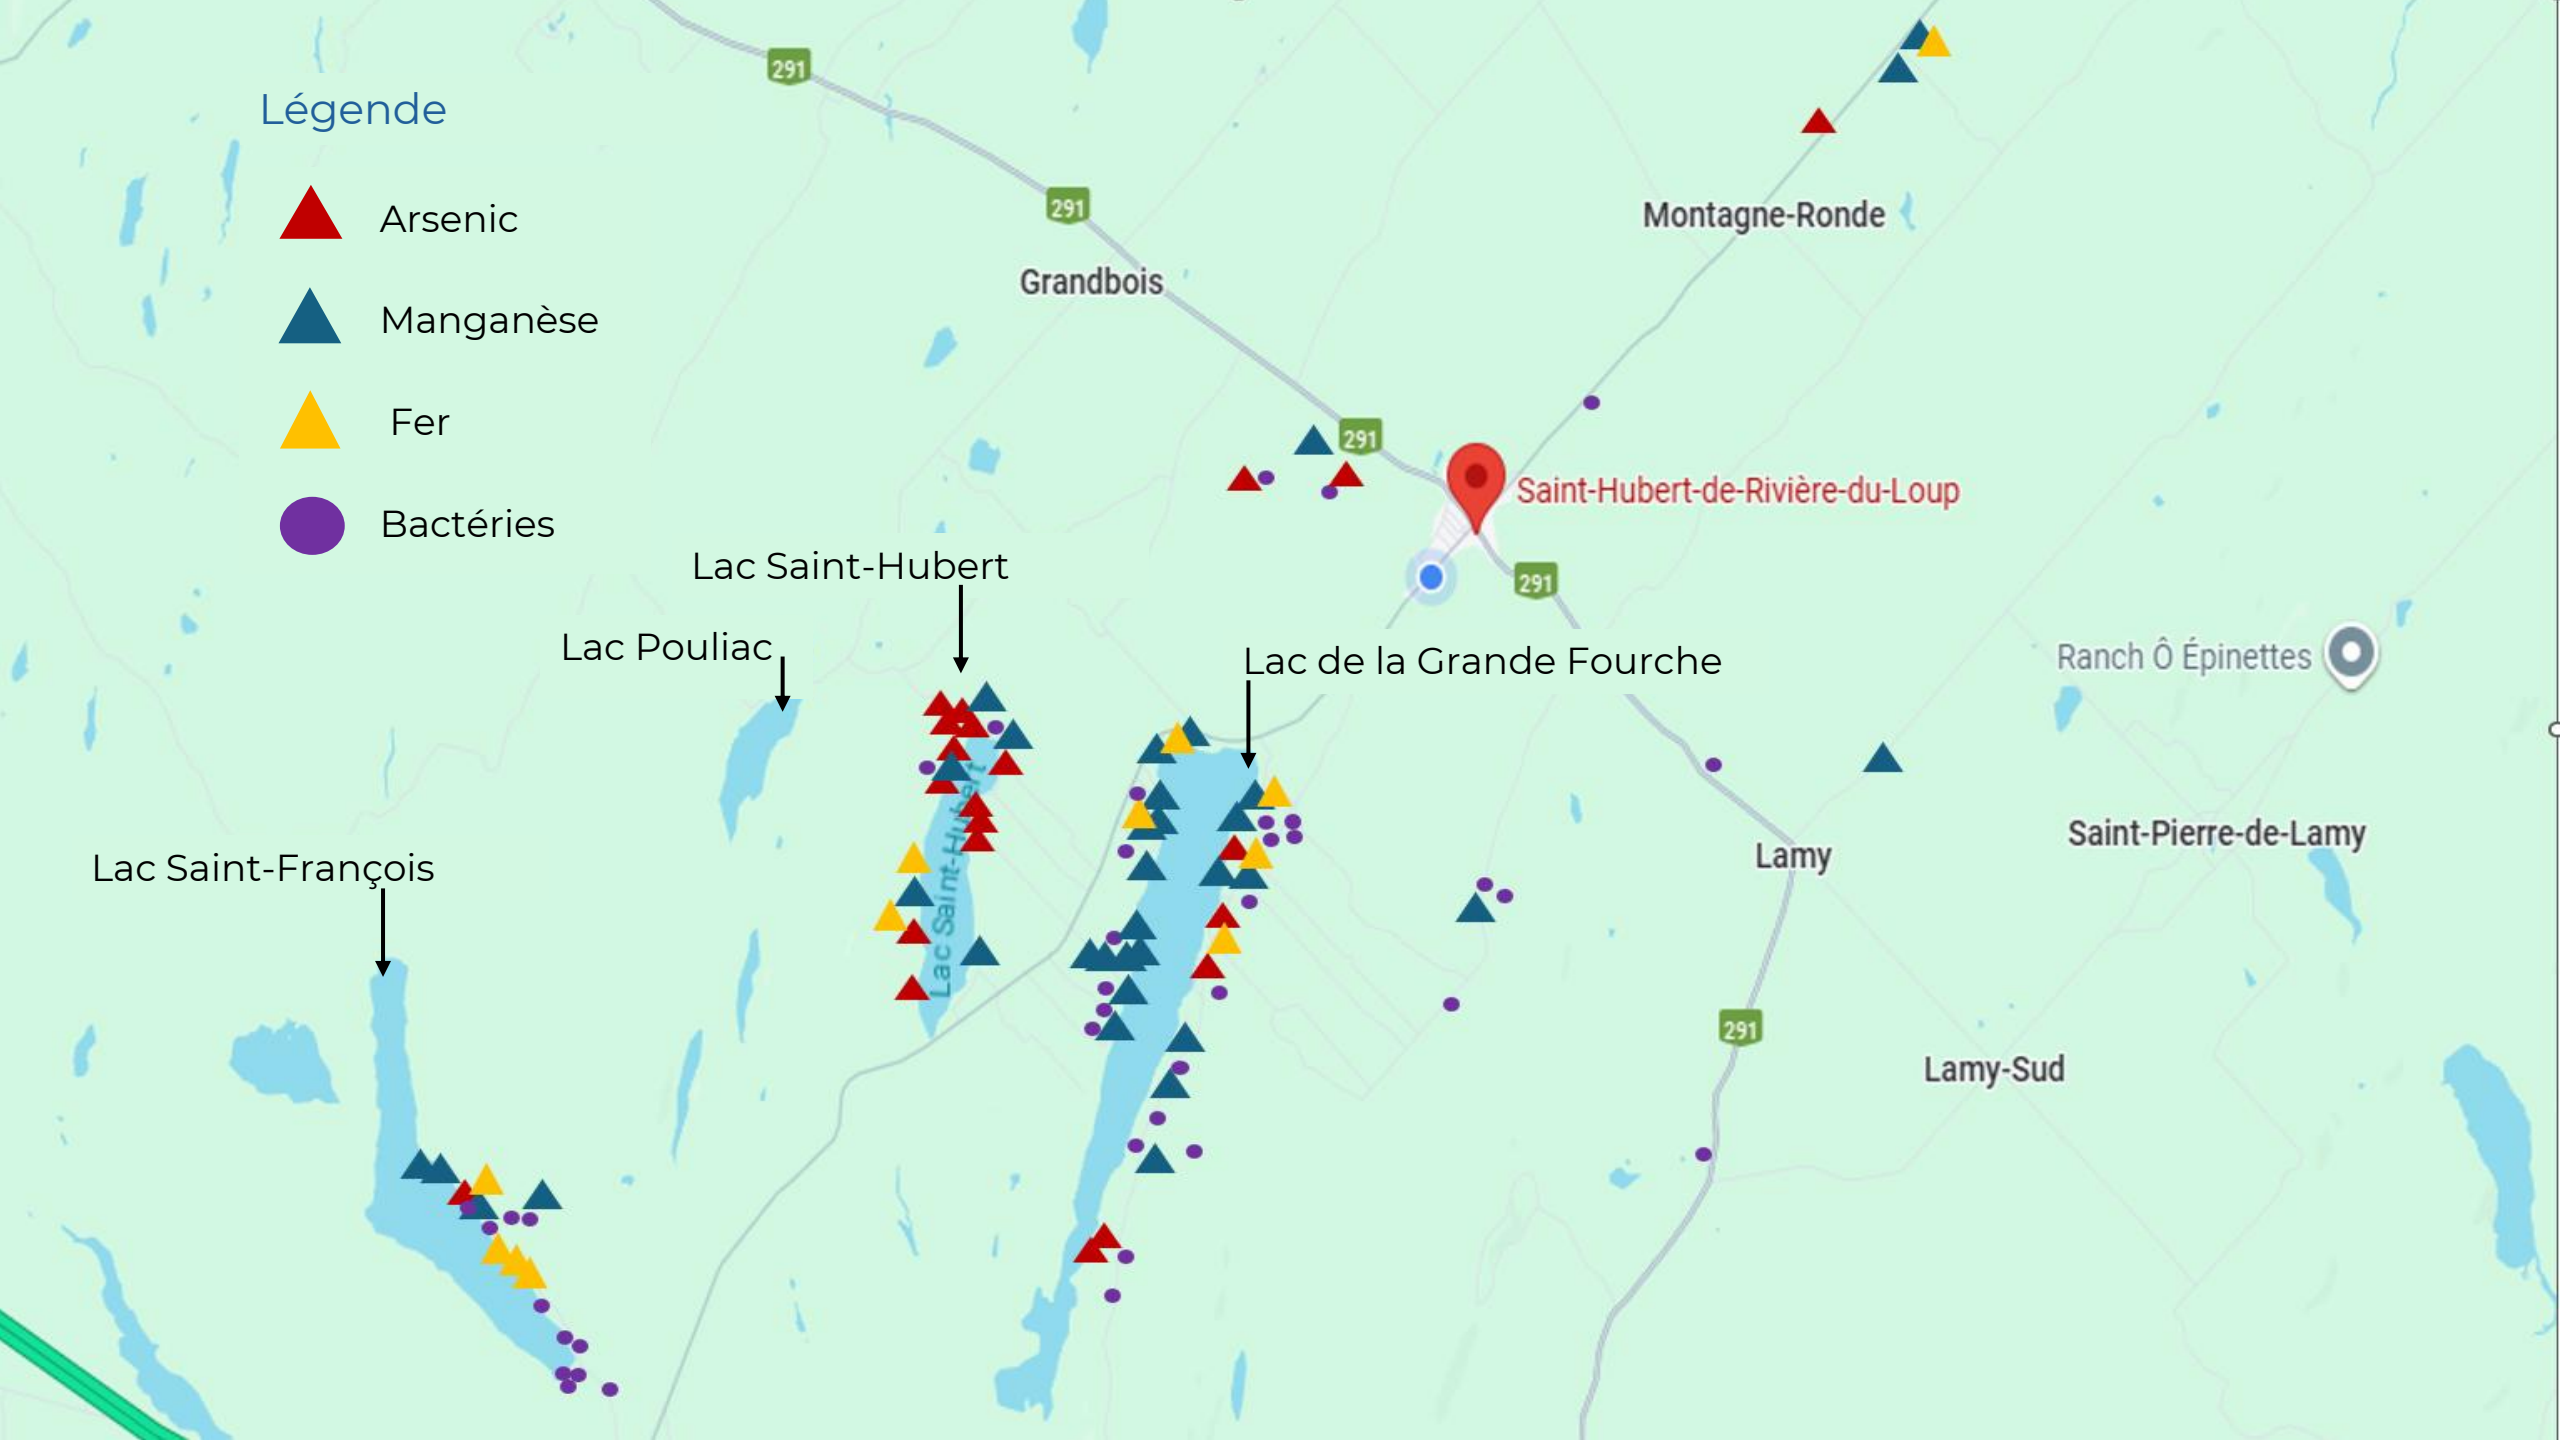 291
Légende
Arsenic
Manganèse
Fer
Bactéries
291
Montagne-Ronde
Grandbois
291
Saint-Hubert-de-Rivière-du-Loup
291
Lac Saint-Hubert
Lac Pouliac
Lac de la Grande Fourche
Ranch Ô Épinettes
Lac Saint-François
Lac Saint-Hubert
Saint-Pierre-de-Lamy
Lamy
291
Lamy-Sud